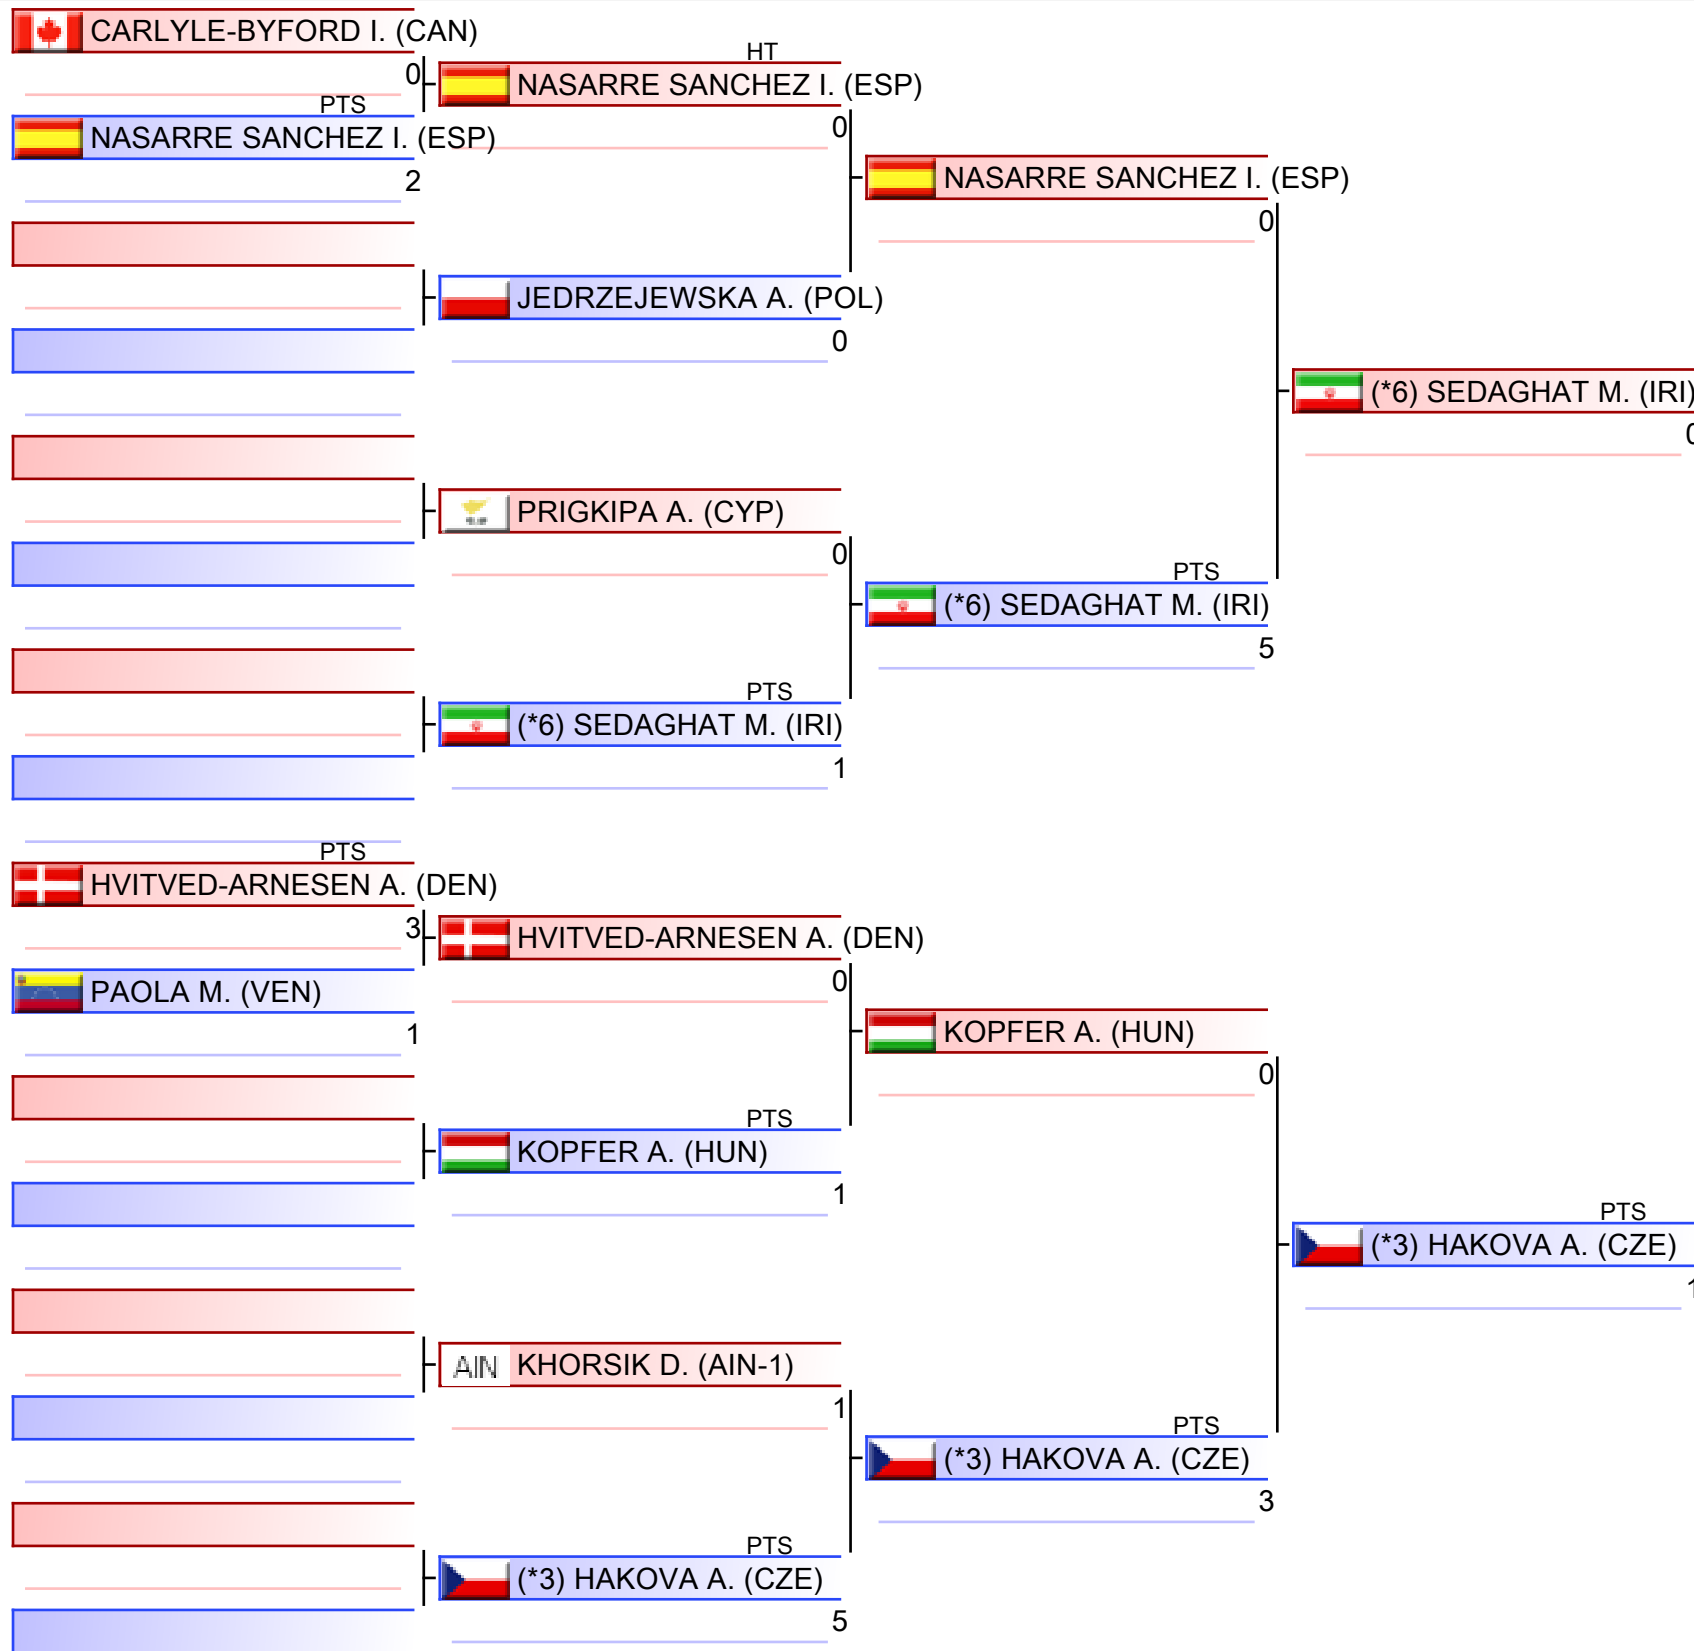 CARLYLE-BYFORD I. (CAN)
0
PTS
NASARRE SANCHEZ I. (ESP)
2
PTS
HVITVED-ARNESEN A. (DEN)
3
PAOLA M. (VEN)
1
HT
NASARRE SANCHEZ I. (ESP)
0
JEDRZEJEWSKA A. (POL)
0
PRIGKIPA A. (CYP)
0
PTS
(*6) SEDAGHAT M. (IRI)
1
HVITVED-ARNESEN A. (DEN)
0
PTS
KOPFER A. (HUN)
1
AIN KHORSIK D. (AIN-1)
1
PTS
(*3) HAKOVA A. (CZE)
5
NASARRE SANCHEZ I. (ESP)
0
PTS
(*6) SEDAGHAT M. (IRI)
5
KOPFER A. (HUN)
0
PTS
(*3) HAKOVA A. (CZE)
3
(*6) SEDAGHAT M. (IRI)
0
PTS
(*3) HAKOVA A. (CZE)
1